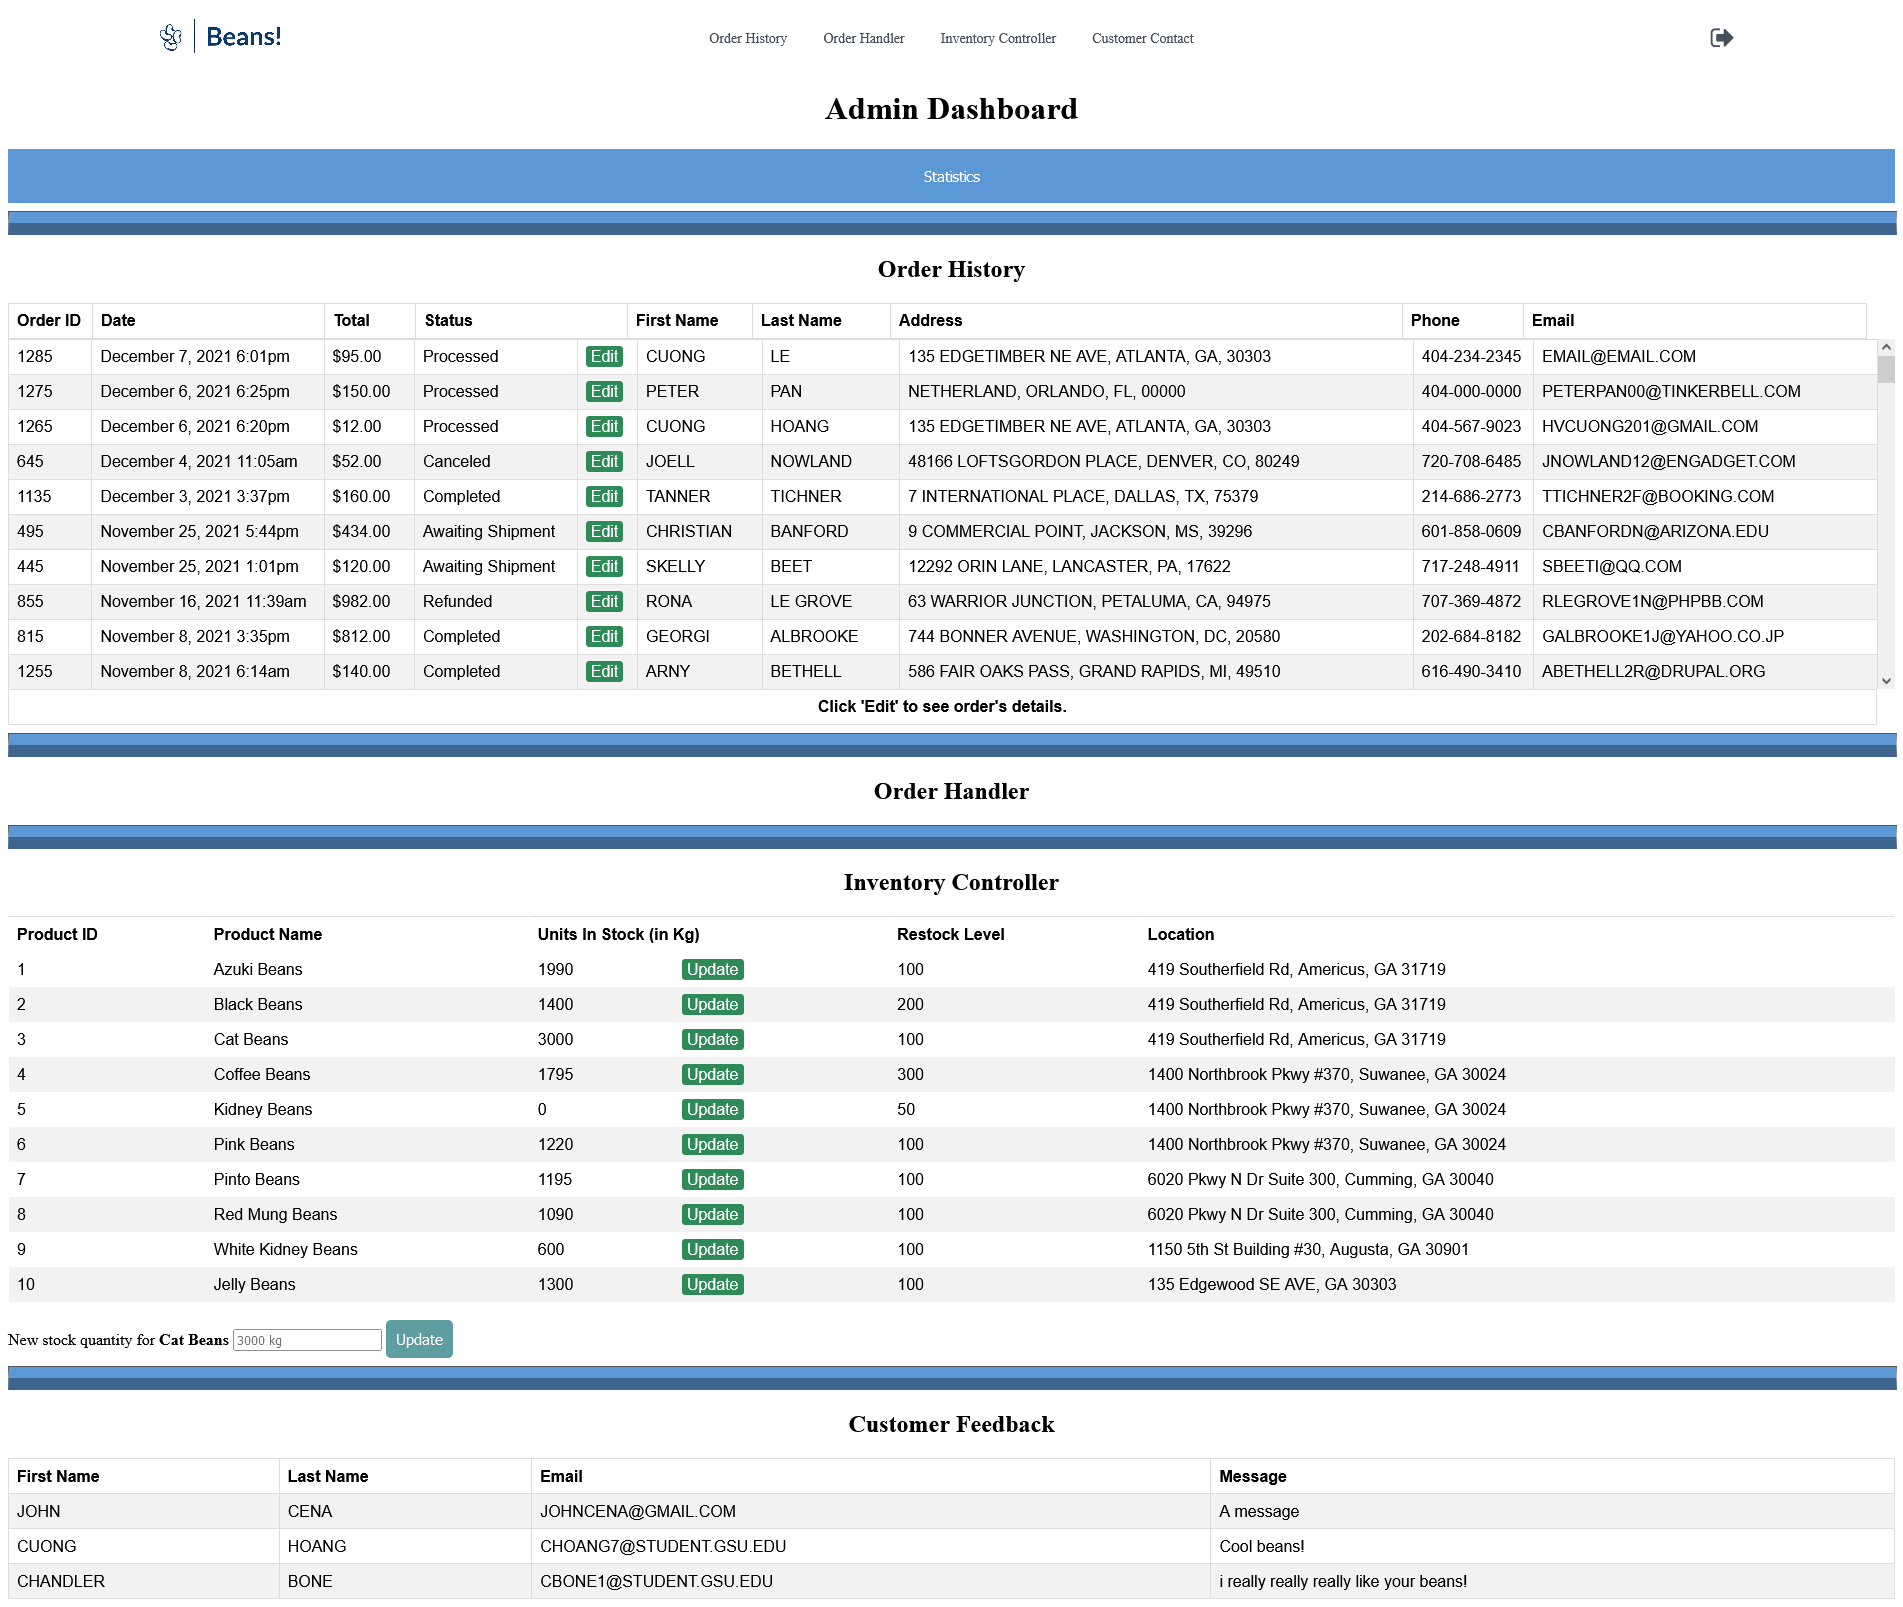 Beans!
Order History Order Handler Inventory Controller Customer Contact
Admin Dashboard
Statistics
Order History
Order ID Date Total Status First Name Last Name Address Phone Email
1285 December 7, 2021 6:01pm $95.00 Processed Edit CUONG LE 135 EDGETIMBER NE AVE, ATLANTA, GA, 30303 404-234-2345 EMAIL@EMAIL.COM
1275 December 6, 2021 6:25pm $150.00 Processed Edit PETER PAN NETHERLAND, ORLANDO, FL, 00000 404-000-0000 PETERPAN00@TINKERBELL.COM
1265 December 6, 2021 6:20pm $12.00 Processed Edit CUONG HOANG 135 EDGETIMBER NE AVE, ATLANTA, GA, 30303 404-567-9023 HVCUONG201@GMAIL.COM
645 December 4, 2021 11:05am $52.00 Canceled Edit JOELL NOWLAND 48166 LOFTSGORDON PLACE, DENVER, CO, 80249 720-708-6485 JNOWLAND12@ENGADGET.COM
1135 December 3, 2021 3:37pm $160.00 Completed Edit TANNER TICHNER 7 INTERNATIONAL PLACE, DALLAS, TX, 75379 214-686-2773 TTICHNER2F@BOOKING.COM
495 November 25, 2021 5:44pm $434.00 Awaiting Shipment Edit CHRISTIAN BANFORD 9 COMMERCIAL POINT, JACKSON, MS, 39296 601-858-0609 CBANFORDN@ARIZONA.EDU
445 November 25, 2021 1:01pm $120.00 Awaiting Shipment Edit SKELLY BEET 12292 ORIN LANE, LANCASTER, PA, 17622 717-248-4911 SBEETI@QQ.COM
855 November 16, 2021 11:39am $982.00 Refunded Edit RONA LE GROVE 63 WARRIOR JUNCTION, PETALUMA, CA, 94975 707-369-4872 RLEGROVE1N@PHPBB.COM
815 November 8, 2021 3:35pm $812.00 Completed Edit GEORGI ALBROOKE 744 BONNER AVENUE, WASHINGTON, DC, 20580 202-684-8182 GALBROOKE1J@YAHOO.CO.JP
1255 November 8, 2021 6:14am $140.00 Completed Edit ARNY BETHELL 586 FAIR OAKS PASS, GRAND RAPIDS, MI, 49510 616-490-3410 ABETHELL2R@DRUPAL.ORG
Click 'Edit' to see order's details.
Order Handler
Inventory Controller
Product ID Product Name Units In Stock (in Kg) Restock Level Location
1 Azuki Beans 1990 Update 100 419 Southerfield Rd, Americus, GA 31719
2 Black Beans 1400 Update 200 419 Southerfield Rd, Americus, GA 31719
3 Cat Beans 3000 Update 100 419 Southerfield Rd, Americus, GA 31719
4 Coffee Beans 1795 Update 300 1400 Northbrook Pkwy #370, Suwanee, GA 30024
5 Kidney Beans 0 Update 50 1400 Northbrook Pkwy #370, Suwanee, GA 30024
6 Pink Beans 1220 Update 100 1400 Northbrook Pkwy #370, Suwanee, GA 30024
7 Pinto Beans 1195 Update 100 6020 Pkwy N Dr Suite 300, Cumming, GA 30040
8 Red Mung Beans 1090 Update 100 6020 Pkwy N Dr Suite 300, Cumming, GA 30040
9 White Kidney Beans 600 Update 100 1150 5th St Building #30, Augusta, GA 30901
10 Jelly Beans 1300 Update 100 135 Edgewood SE AVE, GA 30303
New stock quantity for Cat Beans 3000 kg Update
Customer Feedback
First Name Last Name Email Message
JOHN CENA JOHNCENA@GMAIL.COM A message
CUONG HOANG CHOANG7@STUDENT.GSU.EDU Cool beans!
CHANDLER BONE CBONE1@STUDENT.GSU.EDU i really really really like your beans!